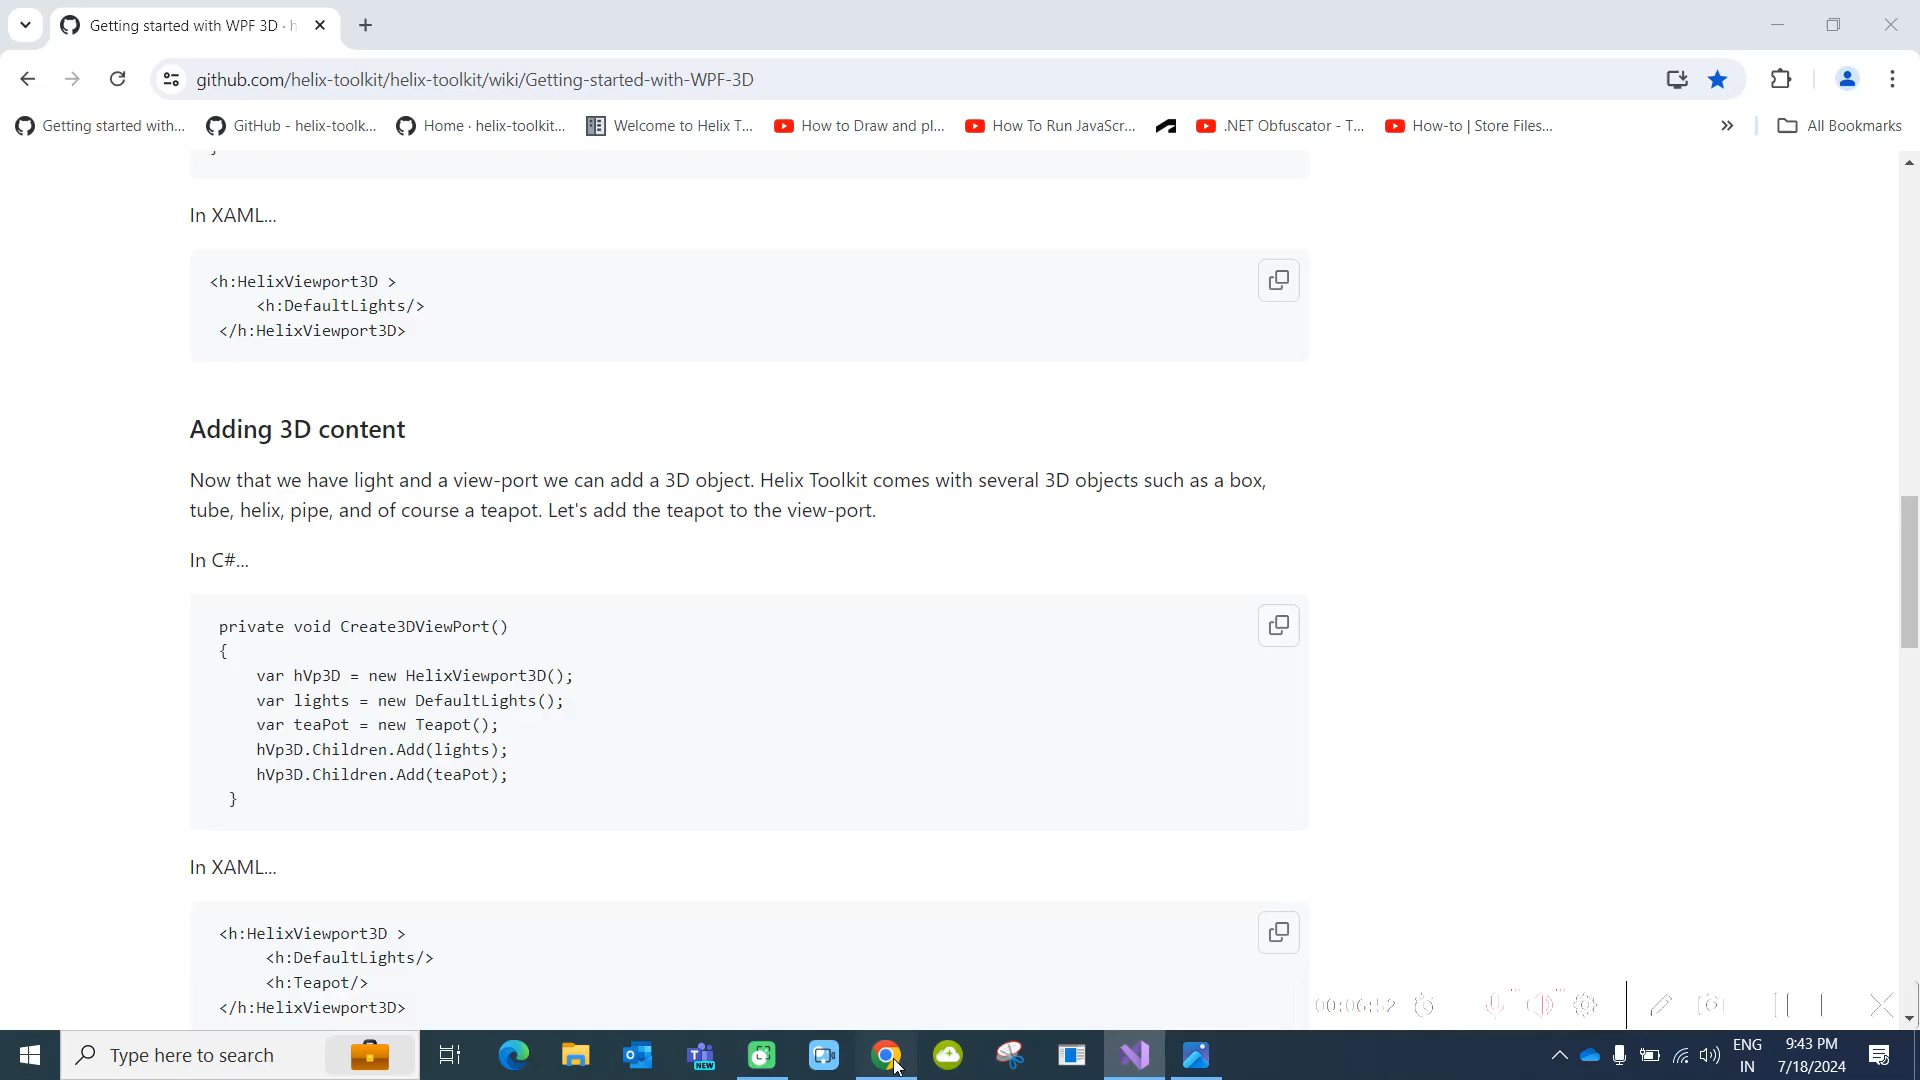 Getting started with WPF 3D · h
github.com/helix-toolkit/helix-toolkit/wiki/Getting-started-with-WPF-3D
Getting started with...
GitHub - helix-toolk...
Home · helix-toolkit...
Welcome to Helix T...
How to Draw and pl...
How To Run JavaScr...
.NET Obfuscator - T...
How-to | Store Files...
All Bookmarks
}
In XAML...
<h:HelixViewport3D >
<h:DefaultLights/>
</h:HelixViewport3D>
Adding 3D content
Now that we have light and a view-port we can add a 3D object. Helix Toolkit comes with several 3D objects such as a box,
tube, helix, pipe, and of course a teapot. Let's add the teapot to the view-port.
In C#...
private void Create3DViewPort()
{
var hVp3D = new HelixViewport3D();
var lights = new DefaultLights();
var teaPot = new Teapot();
hVp3D.Children.Add(lights);
hVp3D.Children.Add(teaPot);
}
In XAML...
<h:HelixViewport3D >
<h:DefaultLights/>
<h:Teapot/>
</h:HelixViewport3D>
00:06:52
Type here to search
NEW
ENG
IN
9:43 PM
7/18/2024